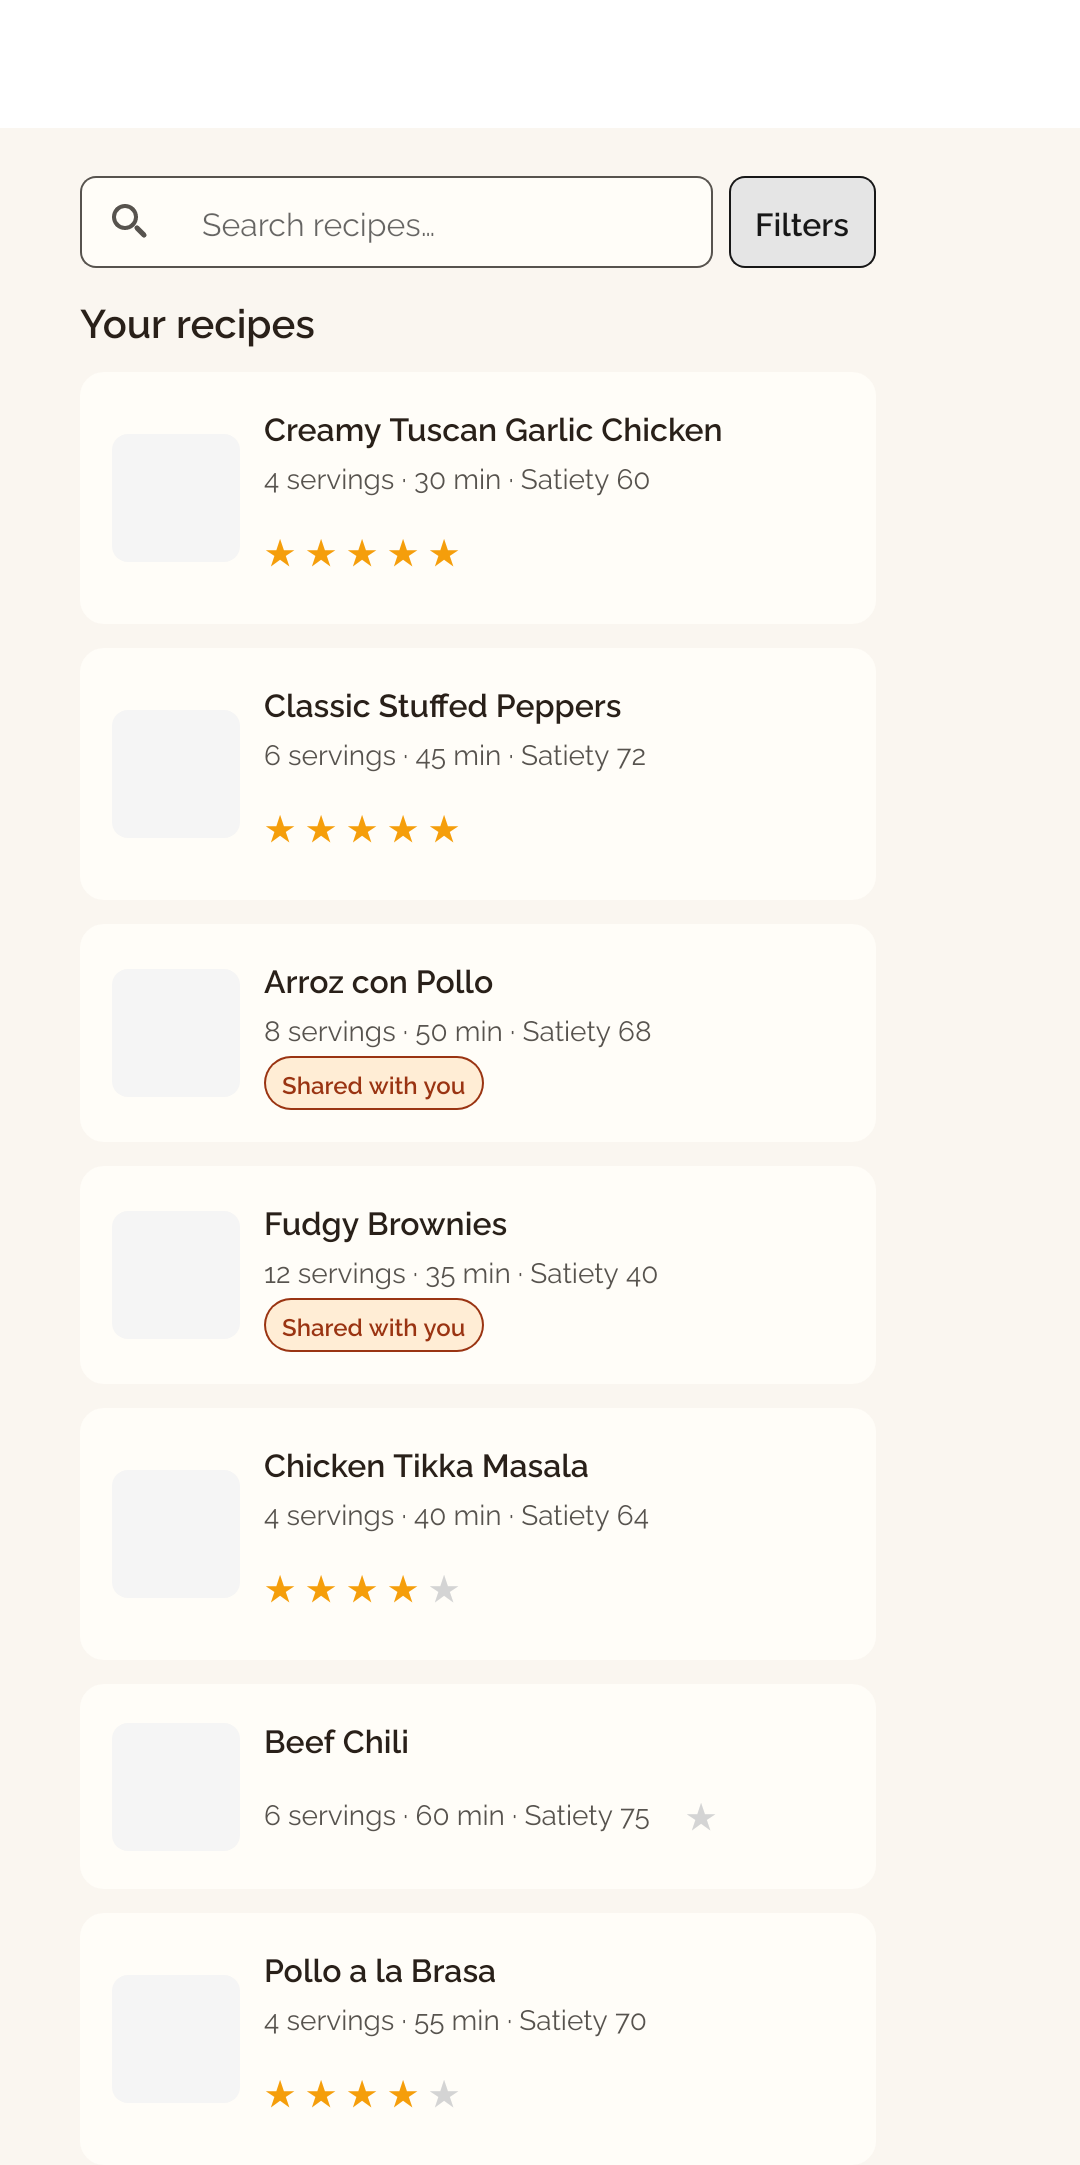 Search recipes...
Filters
Your recipes
Creamy Tuscan Garlic Chicken
4 servings · 30 min · Satiety 60
★ ★ ★ ★ ★
Classic Stuffed Peppers
6 servings · 45 min · Satiety 72
★ ★ ★ ★ ★
Arroz con Pollo
8 servings · 50 min · Satiety 68
Shared with you
Fudgy Brownies
12 servings · 35 min · Satiety 40
Shared with you
Chicken Tikka Masala
4 servings · 40 min · Satiety 64
★ ★ ★ ★ ★
Beef Chili
6 servings · 60 min · Satiety 75 ★
Pollo a la Brasa
4 servings · 55 min · Satiety 70
★ ★ ★ ★ ★